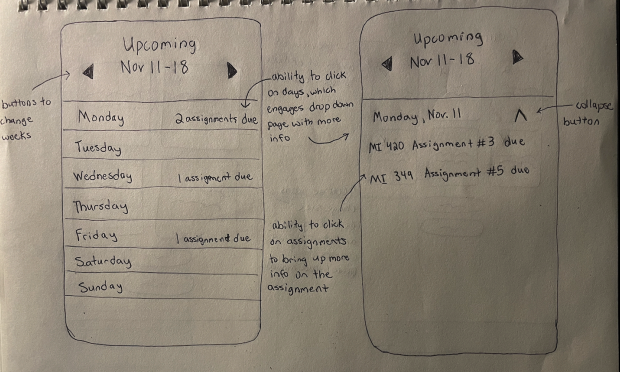 Upcoming
Nov 11-18
Monday 2 assignments due
Tuesday
Wednesday 1 assignment due
Thursday
Friday 1 assignment due
Saturday
Sunday
buttons to
change
weeks
ability to click
on days, which
engages drop down
page with more
info
ability to click
on assignments
to bring up more
info on the
assignment
Upcoming
Nov 11-18
Monday, Nov. 11
MI 420 Assignment #3 due
MI 349 Assignment #5 due
collapse
button